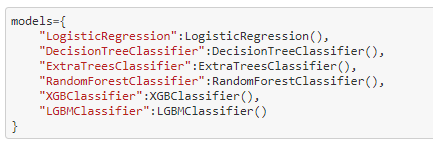 models={
    "LogisticRegression":LogisticRegression(),
    "DecisionTreeClassifier":DecisionTreeClassifier(),
    "ExtraTreesClassifier":ExtraTreesClassifier(),
    "RandomForestClassifier":RandomForestClassifier(),
    "XGBClassifier":XGBClassifier(),
    "LGBMClassifier":LGBMClassifier()
}